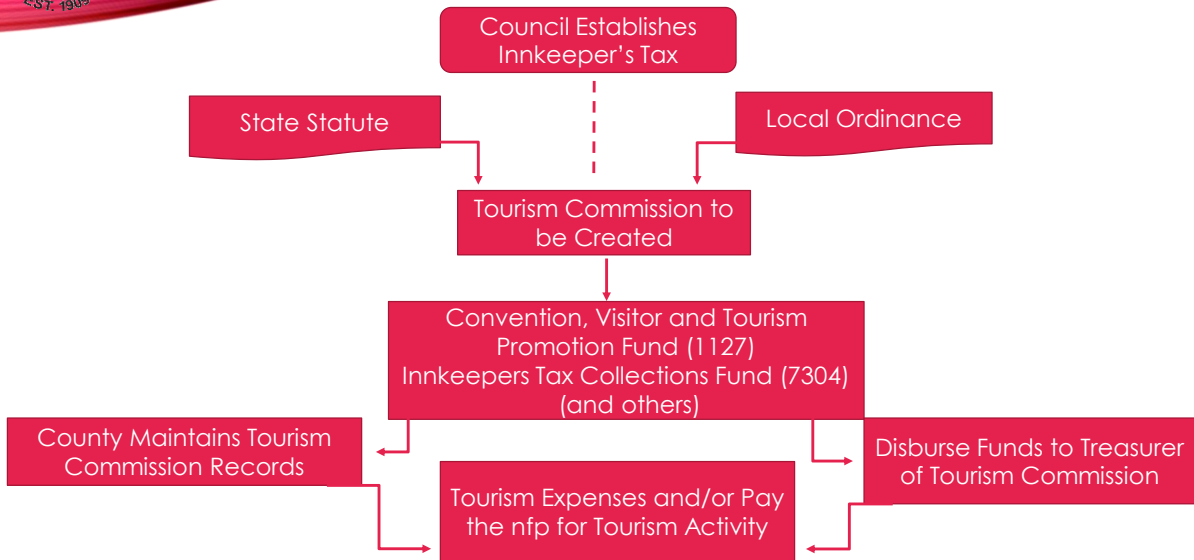 EST. 1909
Council Establishes
Innkeeper's Tax
State Statute
Local Ordinance
Tourism Commission to
be Created
Convention, Visitor and Tourism
Promotion Fund (1127)
Innkeepers Tax Collections Fund (7304)
(and others)
County Maintains Tourism
Commission Records
Disburse Funds to Treasurer
of Tourism Commission
Tourism Expenses and/or Pay
the nfp for Tourism Activity